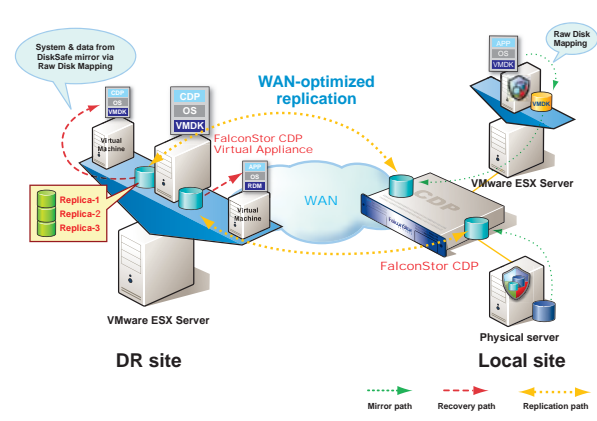 System & data from
DiskSafe mirror via
Raw Disk Mapping
CDP
OS
VMDK
Virtual
Machine
CDP
OS
VMDK
WAN-optimized
replication
FalconStor CDP
Virtual Appliance
APP
OS
RDM
Virtual
Machine
Replica-1
Replica-2
Replica-3
VMware ESX Server
DR site
WAN
APP
OS
VMDK
Raw Disk
Mapping
VMDK
VMware ESX Server
CDP
FalconStor
FalconStor CDP
Physical server
Local site
Mirror path
Recovery path
Replication path